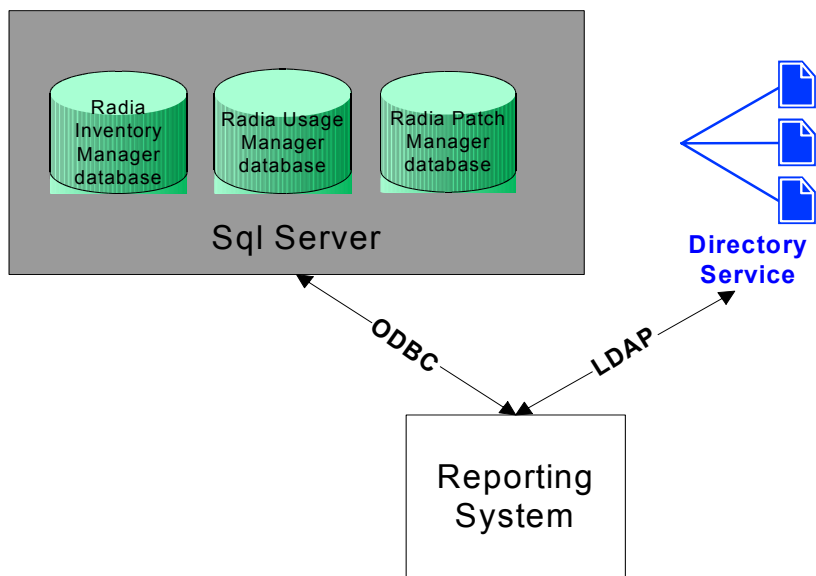 Radia
Inventory
Manager
database
Radia Usage
Manager
database
Radia Patch
Manager
database
Sql Server
Directory
Service
ODBC
LDAP
Reporting
System